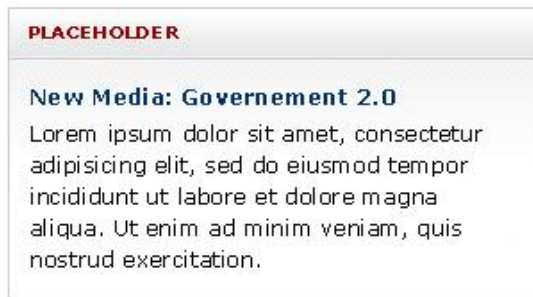 PLACEHOLDER
New Media: Governement 2.0
Lorem ipsum dolor sit amet, consectetur
adipisicing elit, sed do eiusmod tempor
incididunt ut labore et dolore magna
aliqua. Ut enim ad minim veniam, quis
nostrud exercitation.